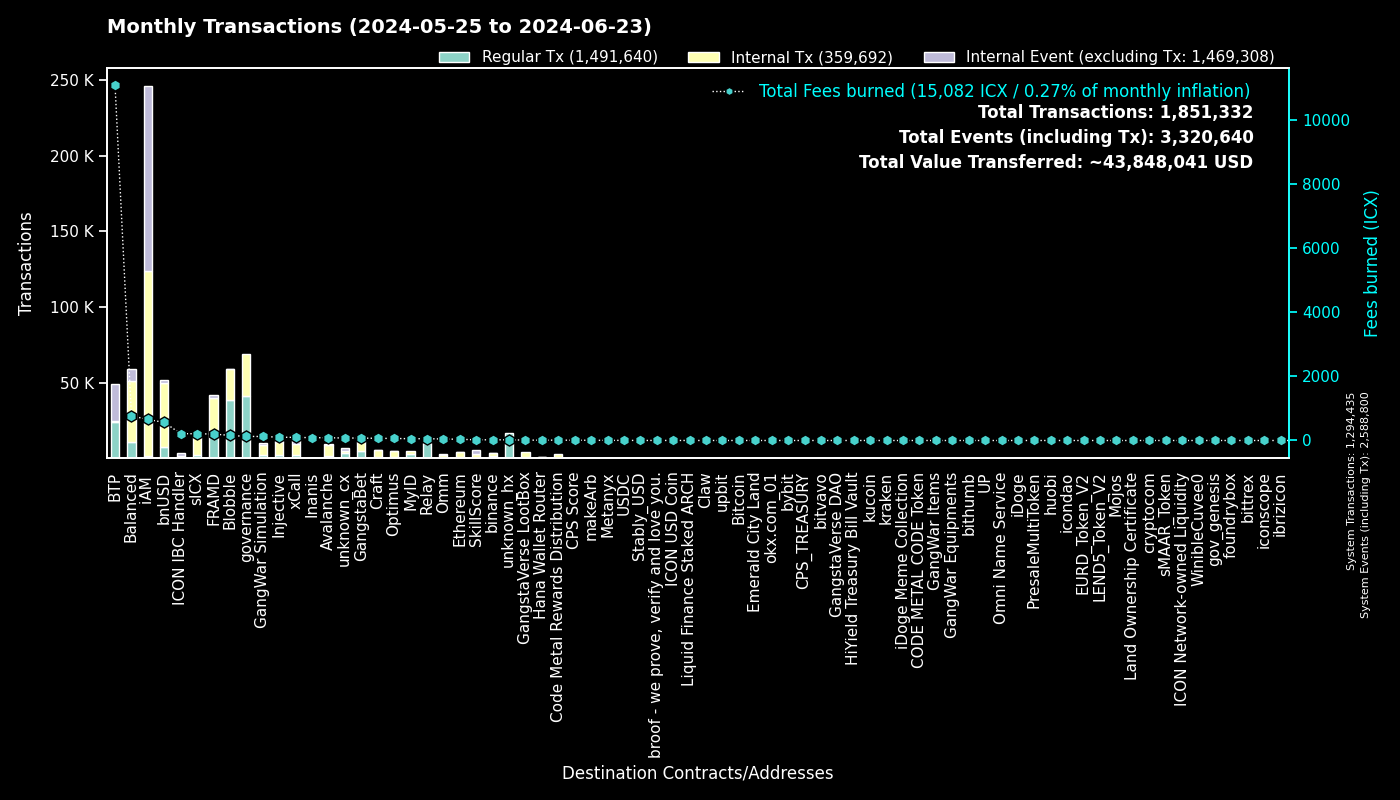 Monthly Transactions (2024-05-25 to 2024-06-23)
Regular Tx (1,491,640)
Internal Tx (359,692)
Internal Event (excluding Tx: 1,469,308)
Total Fees burned (15,082 ICX / 0.27% of monthly inflation)
Total Transactions: 1,851,332
Total Events (including Tx): 3,320,640
Total Value Transferred: ~43,848,041 USD
Transactions
250 K
200 K
150 K
100 K
50 K
10000
8000
6000
4000
2000
0
Fees burned (ICX)
System Transactions: 1,294,435
System Events (including Tx): 2,588,800
BTP
Balanced
iAM
bnUSD
ICON IBC Handler
sICX
FRAMD
Blobble
governance
GangWar Simulation
Injective
xCall
Inanis
Avalanche
unknown_cx
GangstaBet
Craft
Optimus
MyID
Relay
Omm
Ethereum
SkillScore
binance
unknown_hx
GangstaVerse LootBox
Hana Wallet Router
Code Metal Rewards Distribution
CPS Score
makeArb
Metanyx
USDC
Stably_USD
broof - we prove, verify and love you.
ICON USD Coin
Liquid Finance Staked ARCH
Claw
upbit
Bitcoin
Emerald City Land
okx.com_01
bybit
CPS_TREASURY
bitvavo
GangstaVerse DAO
HiYield Treasury Bill Vault
kucoin
kraken
iDoge Meme Collection
CODE METAL CODE Token
GangWar Items
GangWar Equipments
bithumb
UP
Omni Name Service
iDoge
PresaleMultiToken
huobi
icondao
EURD_Token_V2
LEND5_Token_V2
Mojos
Land Ownership Certificate
cryptocom
sMAAR_Token
ICON Network-owned Liquidity
WinibleCuvee0
gov_genesis
foundrybox
bittrex
iconscope
ibrizicon
Destination Contracts/Addresses